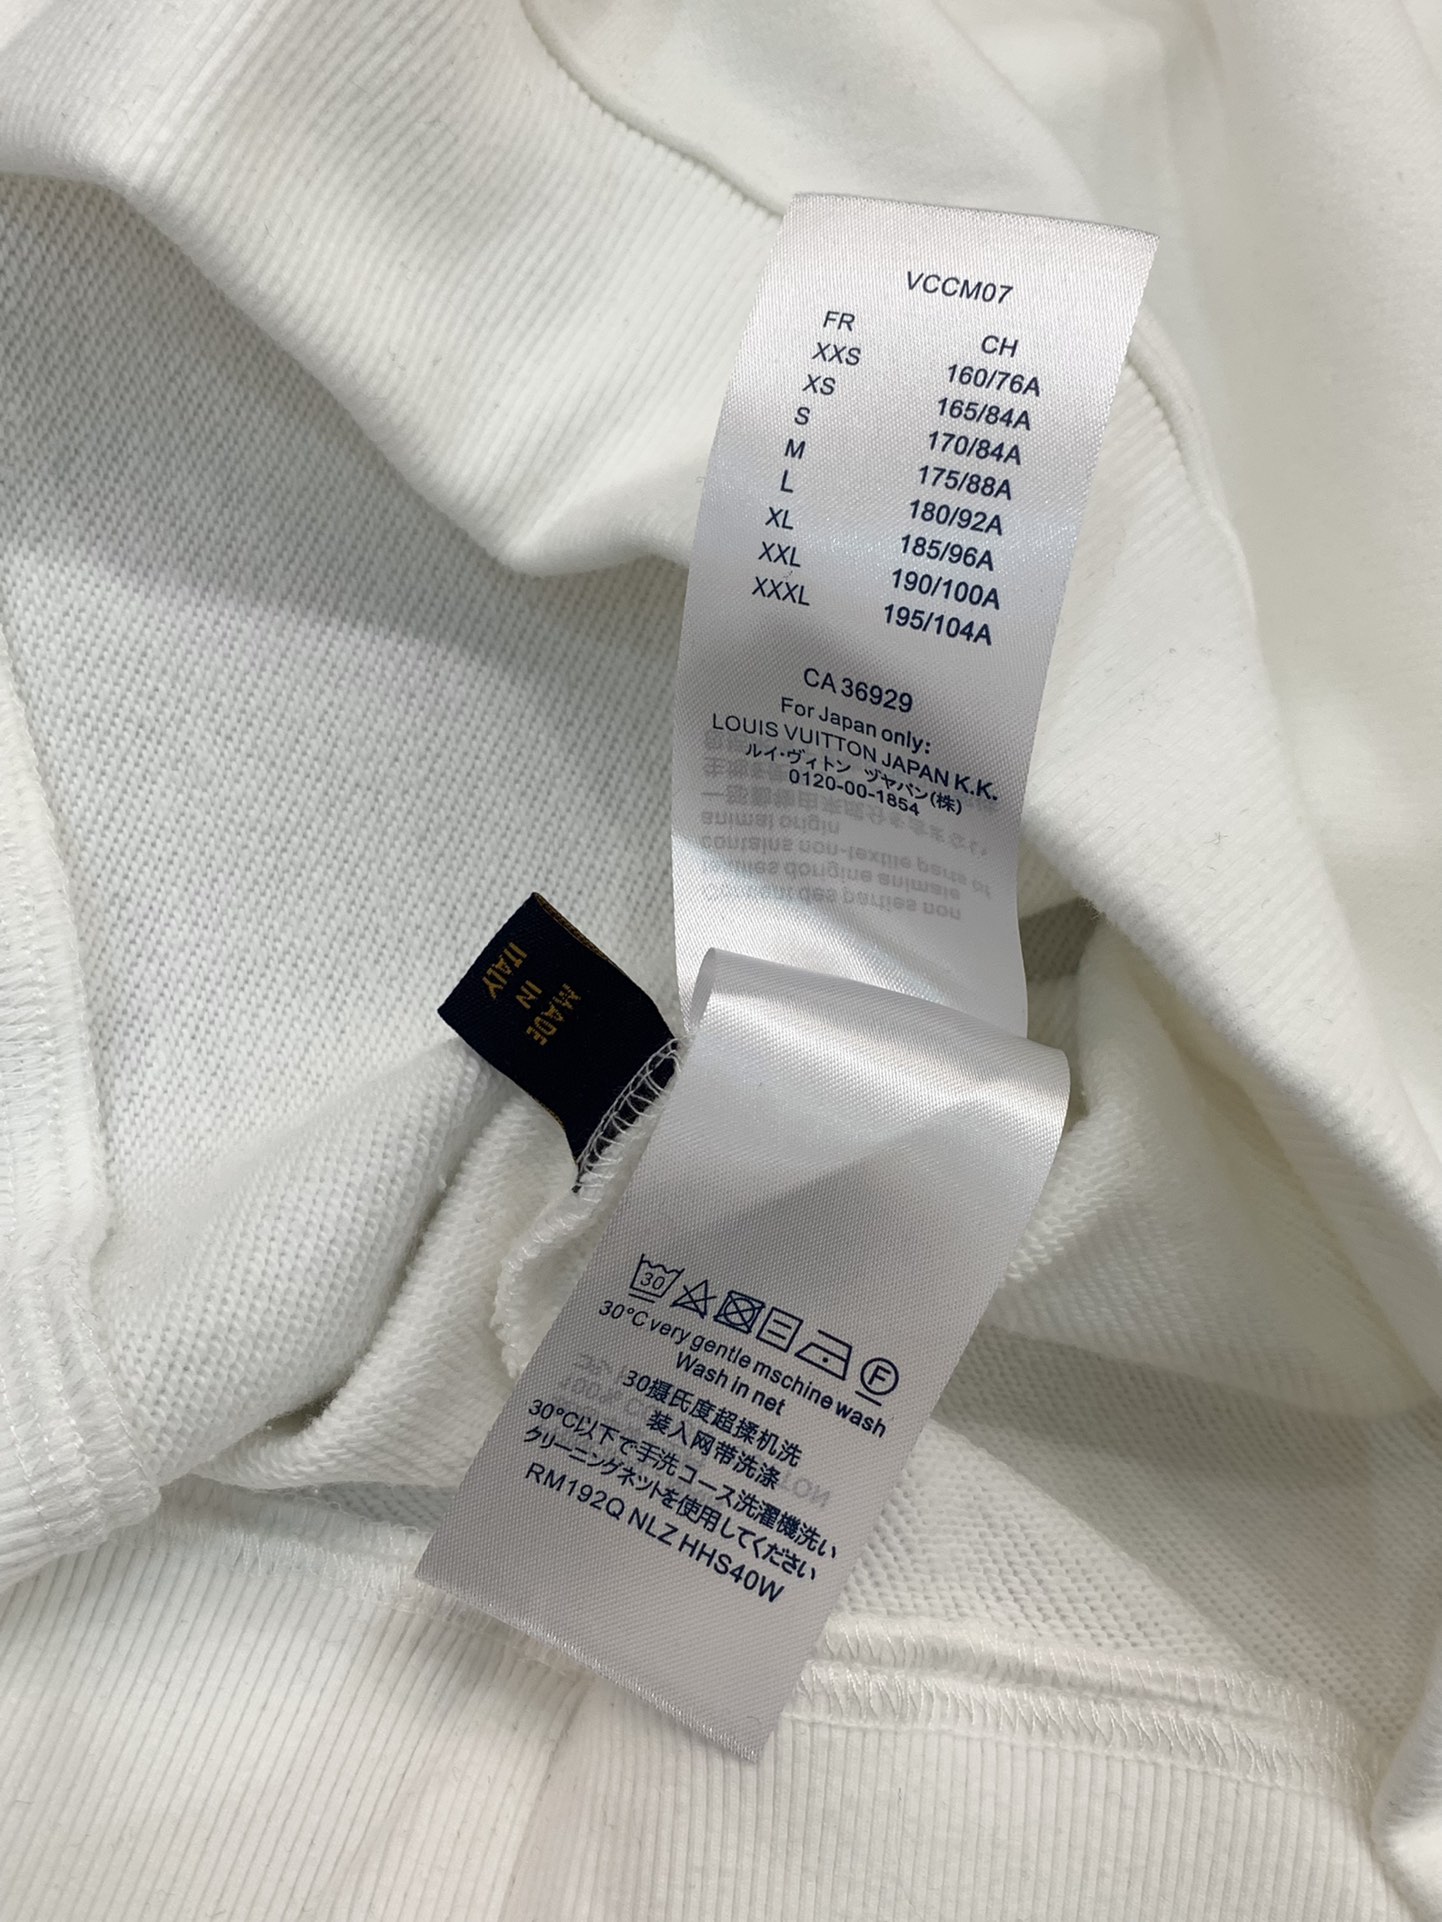 VCCM07
FR CH
XXS 160/76A
XS 165/84A
S 170/84A
M 175/88A
L 180/92A
XL 185/96A
XXL 190/100A
XXXL 195/104A
CA 36929
For Japan only:
LOUIS VUITTON JAPAN K.K.
ルイ・ヴィトン ヅャパン(株)
0120-00-1854
MADE
IN
ITALY
30
F
30°C very gentle mschine wash
Wash in net
30摄氏度超揉机洗
装入网带洗涤
30°C以下で手洗コース洗濯機洗い
クリーニングネットを使用してください
RM192Q NLZ HHS40W